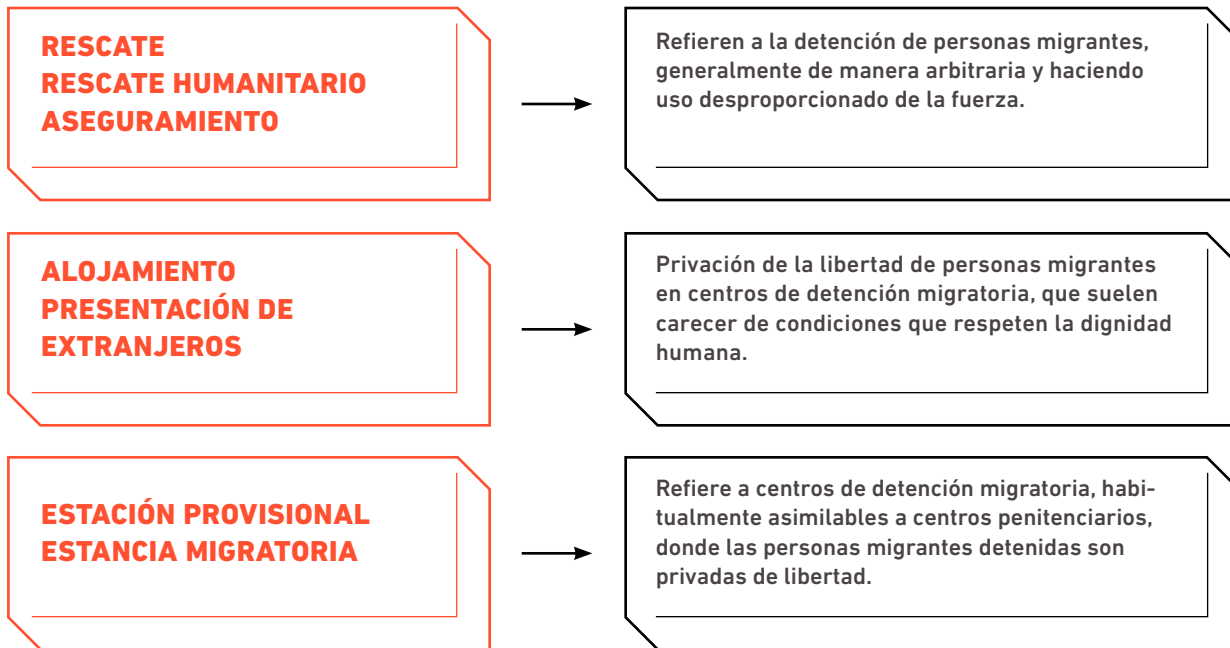 RESCATE
RESCATE HUMANITARIO
ASEGURAMIENTO
Refieren a la detención de personas migrantes,
generalmente de manera arbitraria y haciendo
uso desproporcionado de la fuerza.
ALOJAMIENTO
PRESENTACIÓN DE
EXTRANJEROS
Privación de la libertad de personas migrantes
en centros de detención migratoria, que suelen
carecer de condiciones que respeten la dignidad
humana.
ESTACIÓN PROVISIONAL
ESTANCIA MIGRATORIA
Refiere a centros de detención migratoria, habi-
tualmente asimilables a centros penitenciarios,
donde las personas migrantes detenidas son
privadas de libertad.